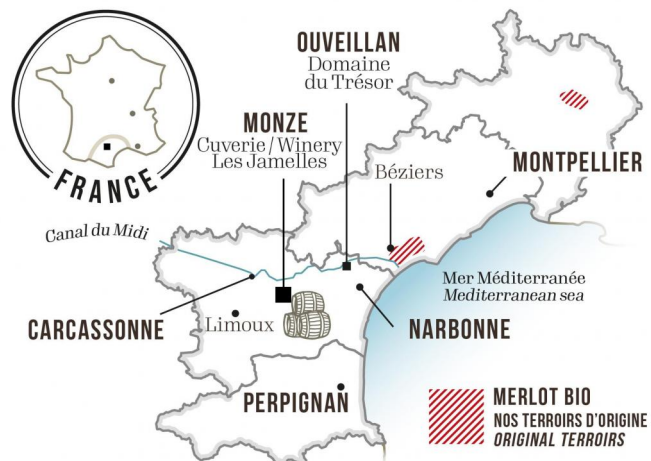 FRANCE
OUVEILLAN
Domaine
du Trésor
MONZE
Cuverie / Winery
Les Jamelles
Béziers
MONTPELLIER
Canal du Midi
Mer Méditerranée
Mediterranean sea
CARCASSONNE
Limoux
NARBONNE
PERPIGNAN
MERLOT BIO
NOS TERROIRS D'ORIGINE
ORIGINAL TERROIRS